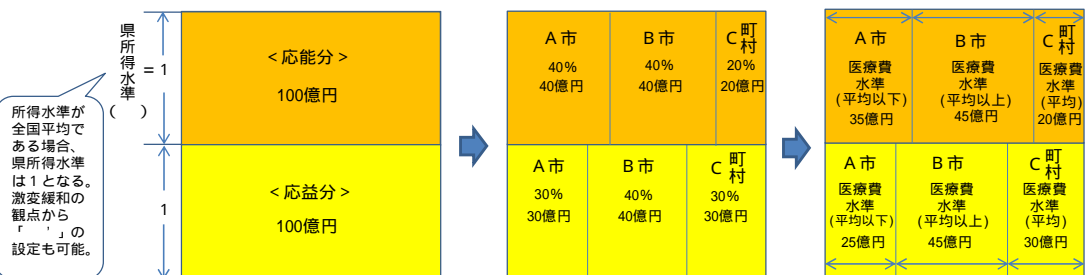 県所得水準
( )
= 1
1
所得水準が
全国平均で
ある場合、
県所得水準
は1となる。
激変緩和の
観点から
「 ' 」の
設定も可能。
<応能分>
100億円
<応益分>
100億円
A市
40%
40億円
B市
40%
40億円
C町村
20%
20億円
A市
30%
30億円
B市
40%
40億円
C町村
30%
30億円
A市
医療費
水準
(平均以下)
35億円
B市
医療費
水準
(平均以上)
45億円
C町村
医療費
水準
(平均)
20億円
A市
医療費
水準
(平均以下)
25億円
B市
医療費
水準
(平均以上)
45億円
C町村
医療費
水準
(平均)
30億円